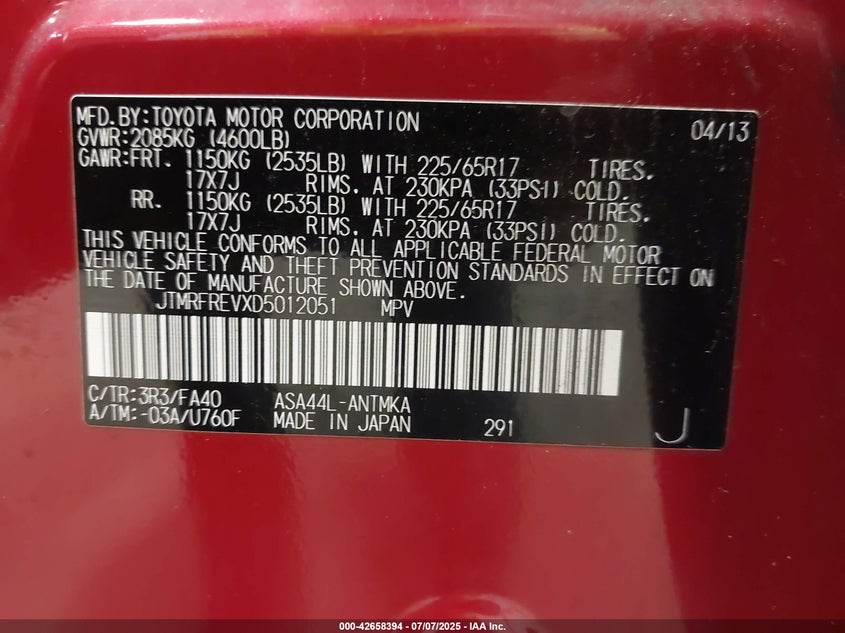 MFD.BY:TOYOTA MOTOR CORPORATION 04/13
GVWR:2085KG (4600LB)
GAWR:FRT. 1150KG (2535LB) WITH 225/65R17 TIRES.
17X7J RIMS. AT 230KPA (33PSI) COLD.
RR. 1150KG (2535LB) WITH 225/65R17 TIRES.
17X7J RIMS. AT 230KPA (33PSI) COLD.
THIS VEHICLE CONFORMS TO ALL APPLICABLE FEDERAL MOTOR
VEHICLE SAFETY AND THEFT PREVENTION STANDARDS IN EFFECT ON
THE DATE OF MANUFACTURE SHOWN ABOVE.
JTMRFREVXD5012051 MPV
C/TR:3R3/FA40 ASA44L-ANTMKA
A/TM:-03A/U760F MADE IN JAPAN 291 J
000-42658394 - 07/07/2025 - IAA Inc.